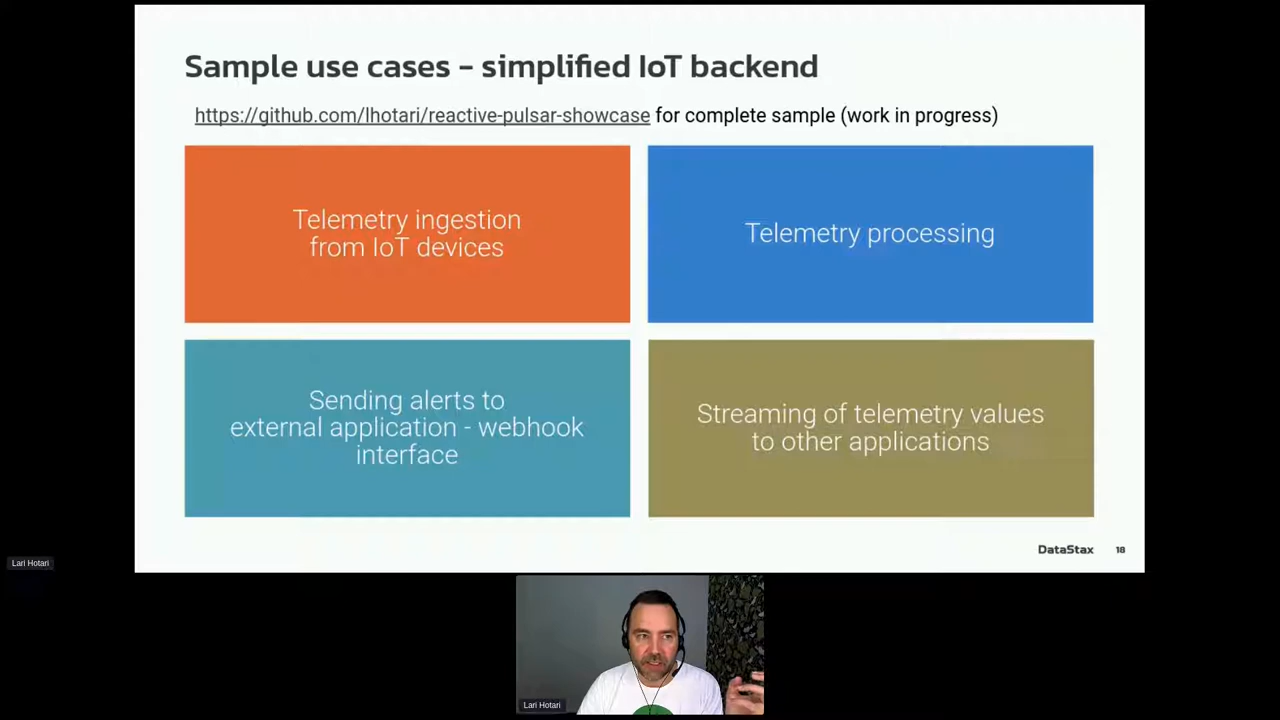 Sample use cases - simplified IoT backend
https://github.com/lhotari/reactive-pulsar-showcase for complete sample (work in progress)
Telemetry ingestion
from IoT devices
Telemetry processing
Sending alerts to
external application - webhook
interface
Streaming of telemetry values
to other applications
DataStax 18
Lari Hotari
Lari Hotari